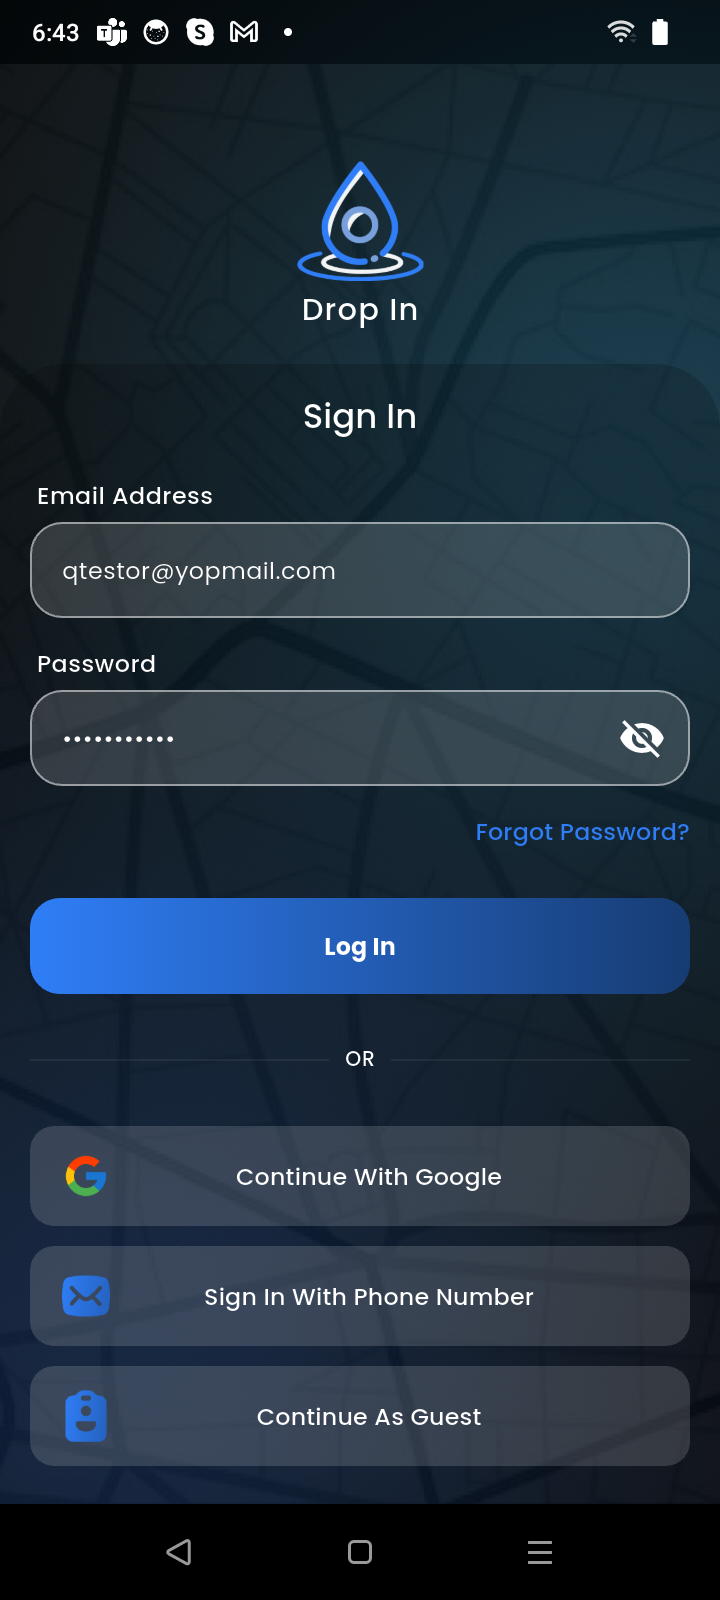 6:43
Drop In
Sign In
Email Address
qtestor@yopmail.com
Password
•••••••••••
Forgot Password?
Log In
OR
Continue With Google
Sign In With Phone Number
Continue As Guest